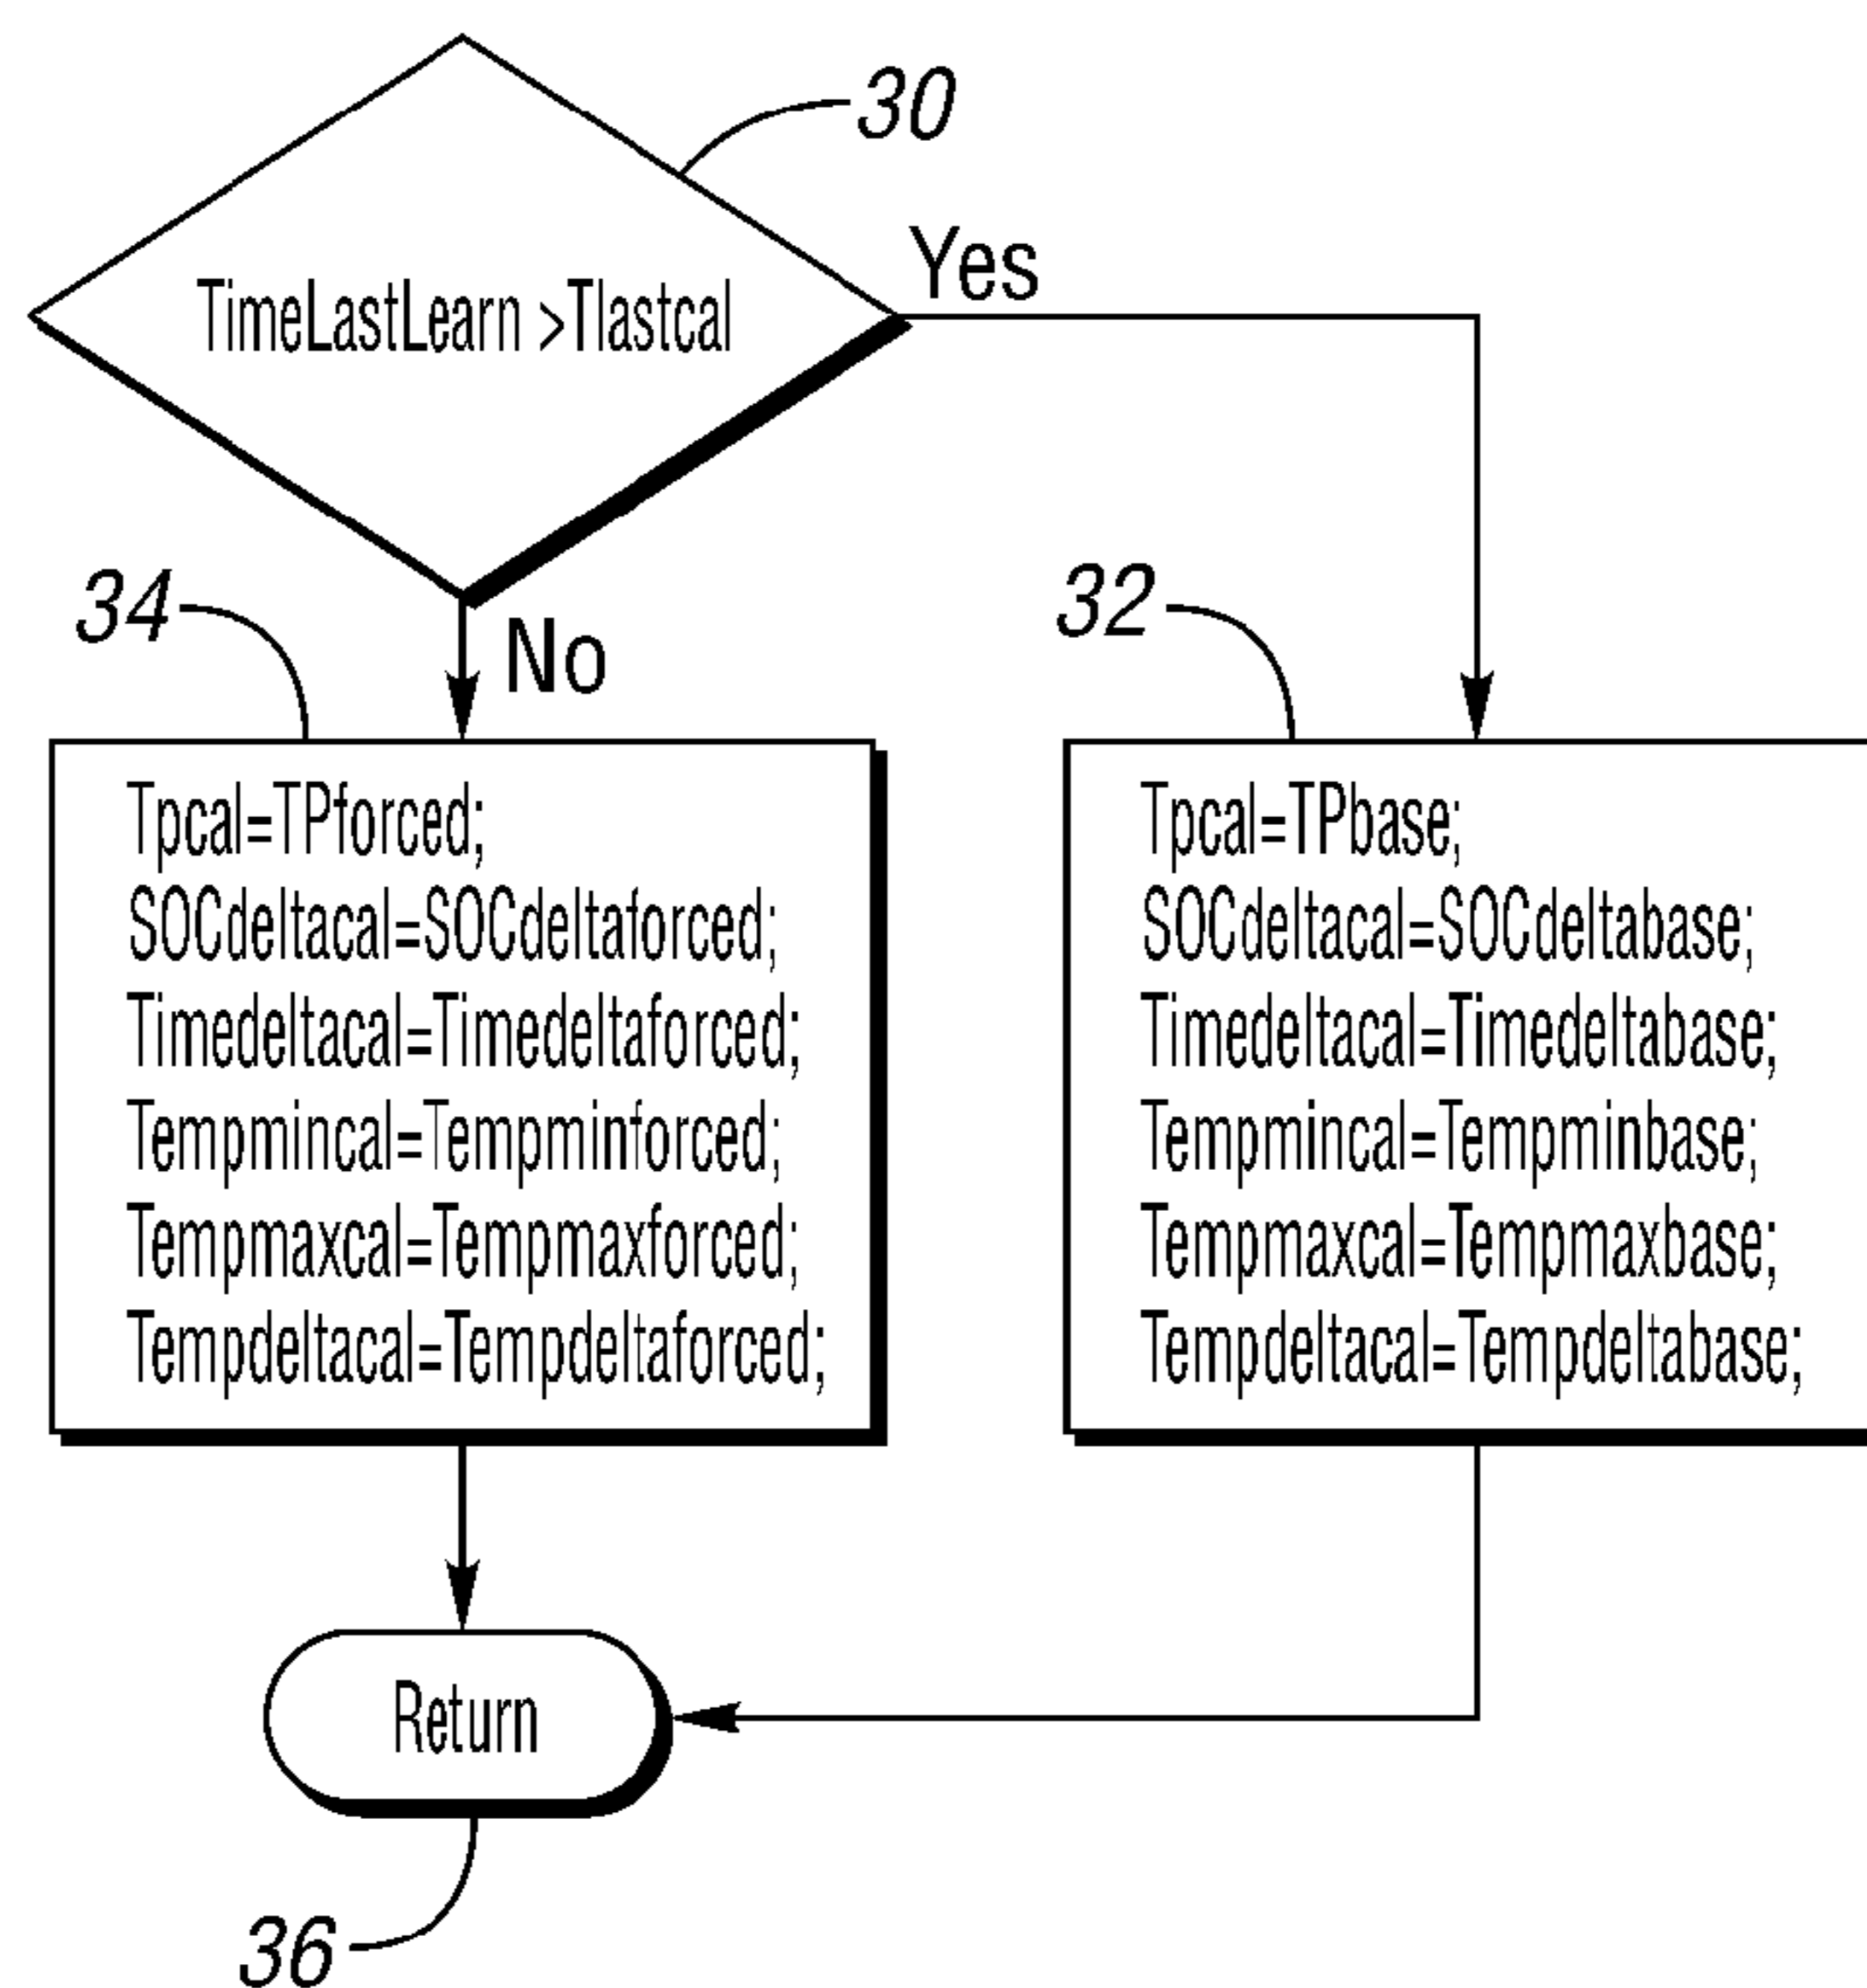 30
TimeLastLearn >Tlastcal
Yes
34
No
32
Tpcal=TPforced;
SOCdeltacal=SOCdeltaforced;
Timedeltacal=Timedeltaforced;
Tempmincal=Tempminforced;
Tempmaxcal=Tempmaxforced;
Tempdeltacal=Tempdeltaforced;
Tpcal=TPbase;
SOCdeltacal=SOCdeltabase;
Timedeltacal=Timedeltabase;
Tempmincal=Tempminbase;
Tempmaxcal=Tempmaxbase;
Tempdeltacal=Tempdeltabase;
Return
36